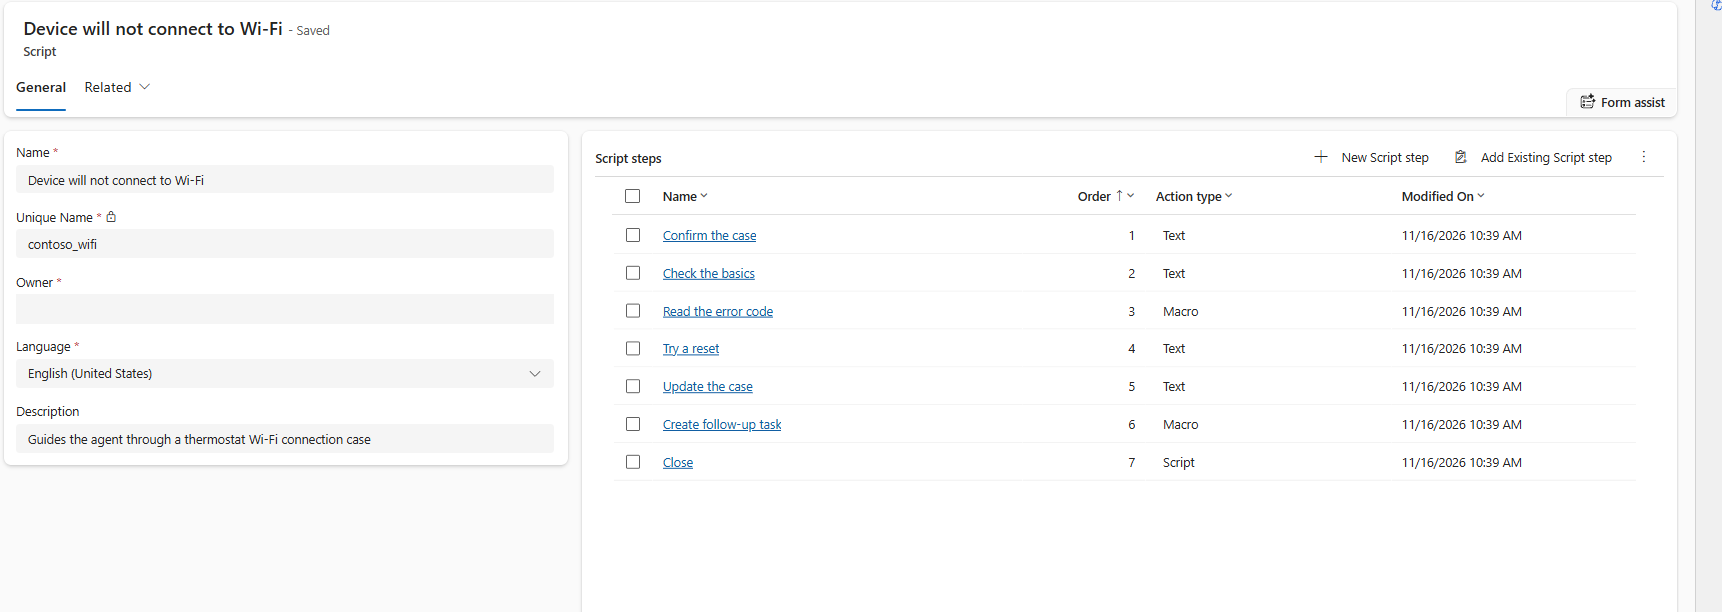 Device will not connect to Wi-Fi - Saved
Script
General Related
Form assist
Name *
Device will not connect to Wi-Fi
Unique Name *
contoso_wifi
Owner *
Language *
English (United States)
Description
Guides the agent through a thermostat Wi-Fi connection case
Script steps
New Script step Add Existing Script step
Name Order ↑ Action type Modified On
Confirm the case 1 Text 11/16/2026 10:39 AM
Check the basics 2 Text 11/16/2026 10:39 AM
Read the error code 3 Macro 11/16/2026 10:39 AM
Try a reset 4 Text 11/16/2026 10:39 AM
Update the case 5 Text 11/16/2026 10:39 AM
Create follow-up task 6 Macro 11/16/2026 10:39 AM
Close 7 Script 11/16/2026 10:39 AM